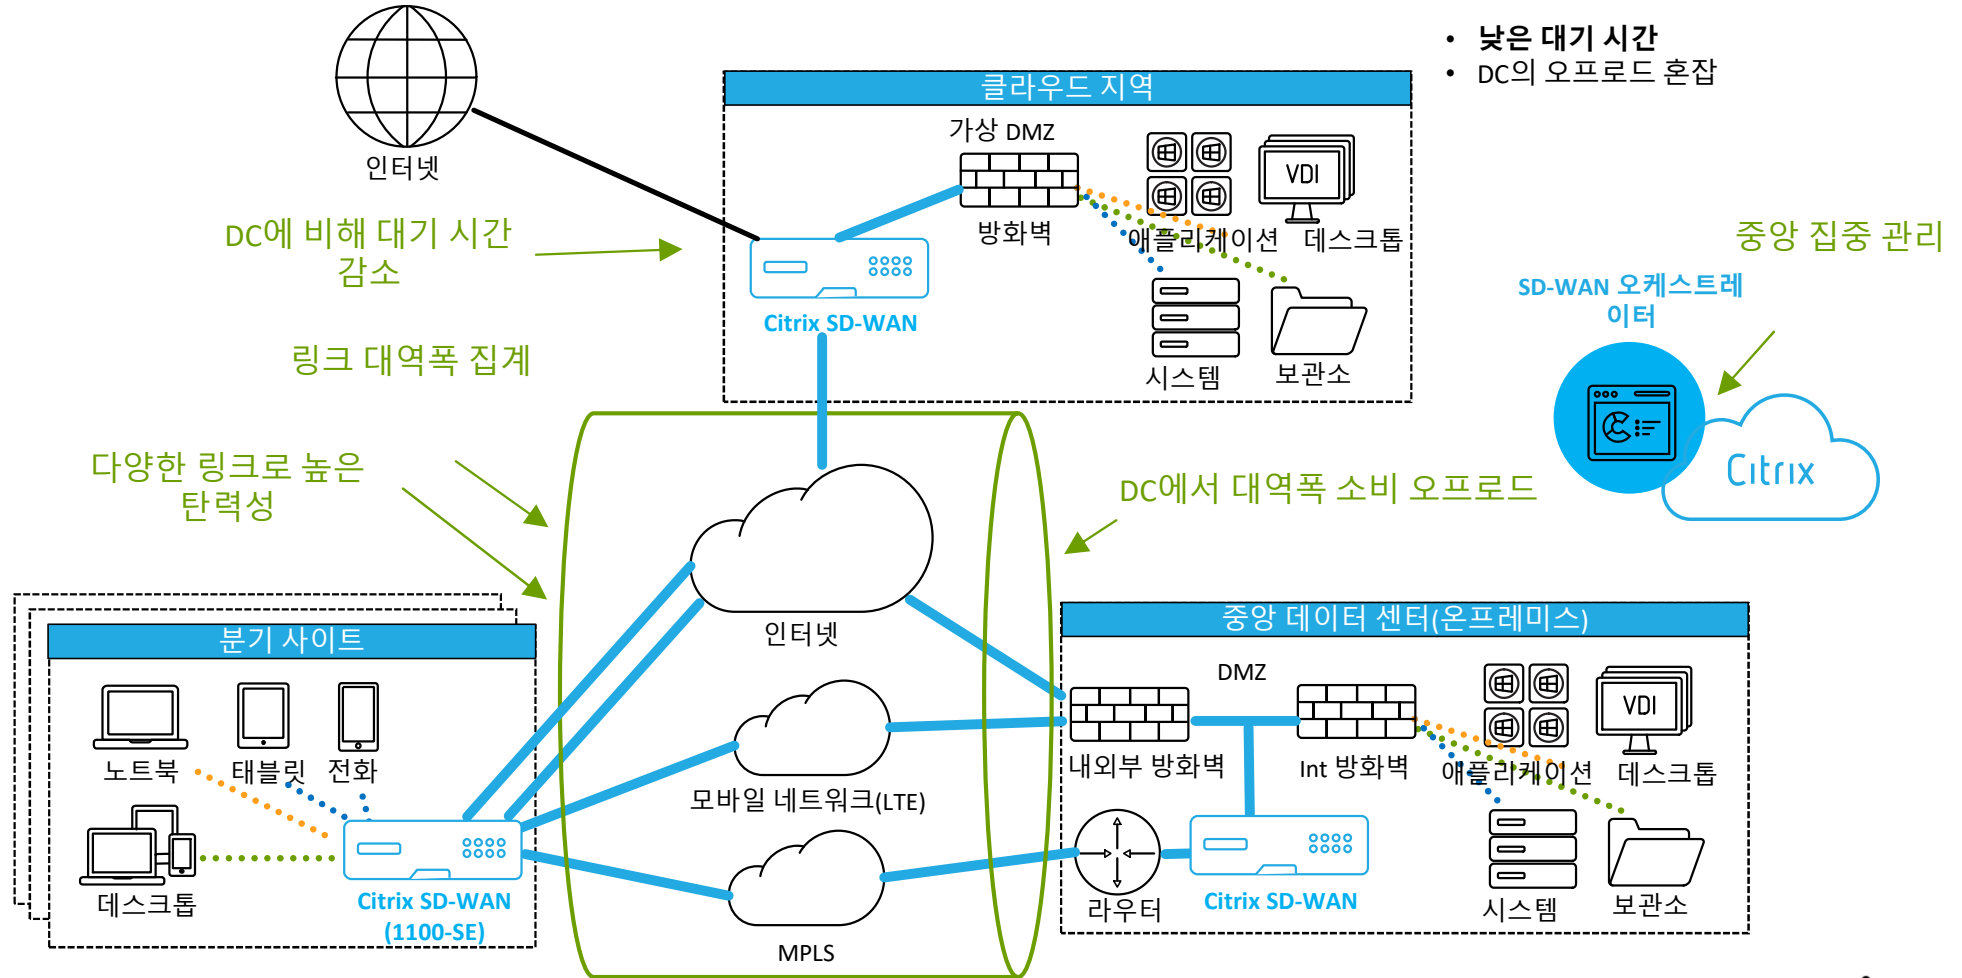 • 낮은 대기 시간
• DC의 오프로드 혼잡
클라우드 지역
가상 DMZ
VDI
인터넷
방화벽
애플리케이션
데스크톱
DC에 비해 대기 시간
감소
중앙 집중 관리
SD-WAN 오케스트레
이터
Citrix SD-WAN
링크 대역폭 집계
시스템
보관소
Citrix
다양한 링크로 높은
탄력성
DC에서 대역폭 소비 오프로드
인터넷
분기 사이트
중앙 데이터 센터(온프레미스)
DMZ
VDI
노트북
태블릿
전화
모바일 네트워크(LTE)
내외부 방화벽
Int 방화벽
애플리케이션
데스크톱
데스크톱
Citrix SD-WAN
(1100-SE)
MPLS
라우터
Citrix SD-WAN
시스템
보관소